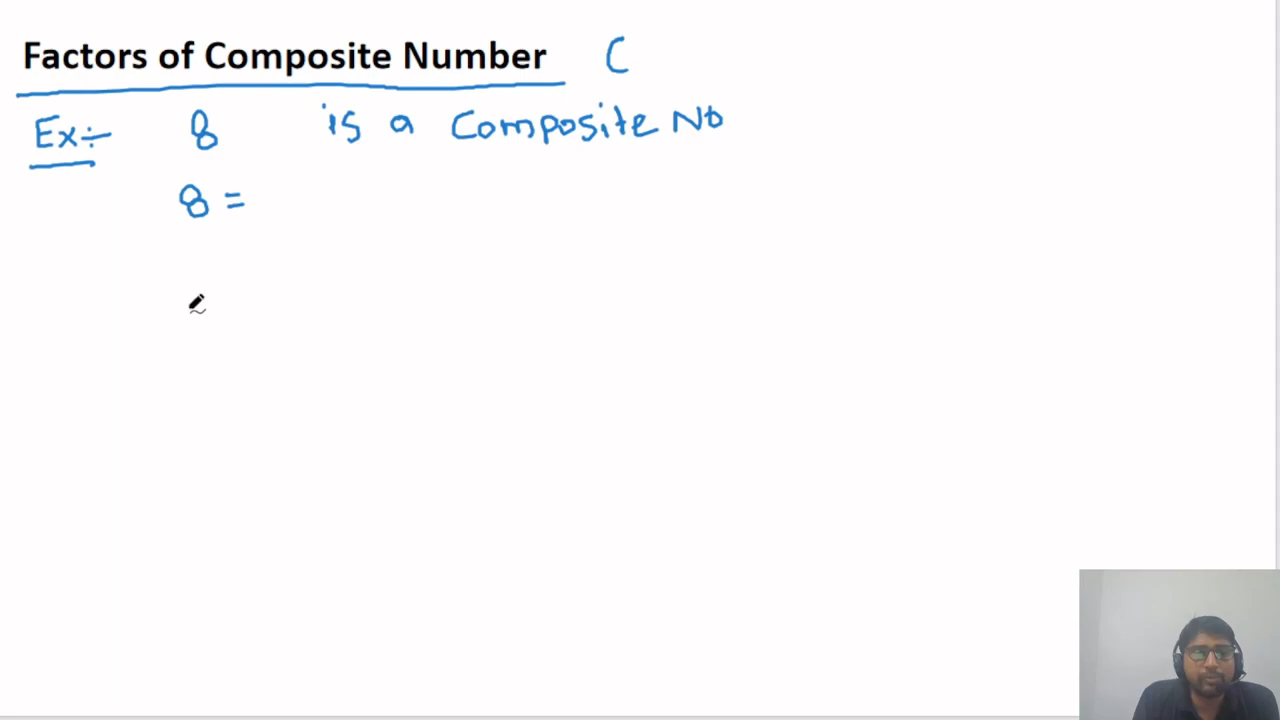 Factors of Composite Number C
Ex÷ 8 is a Composite No
8 =